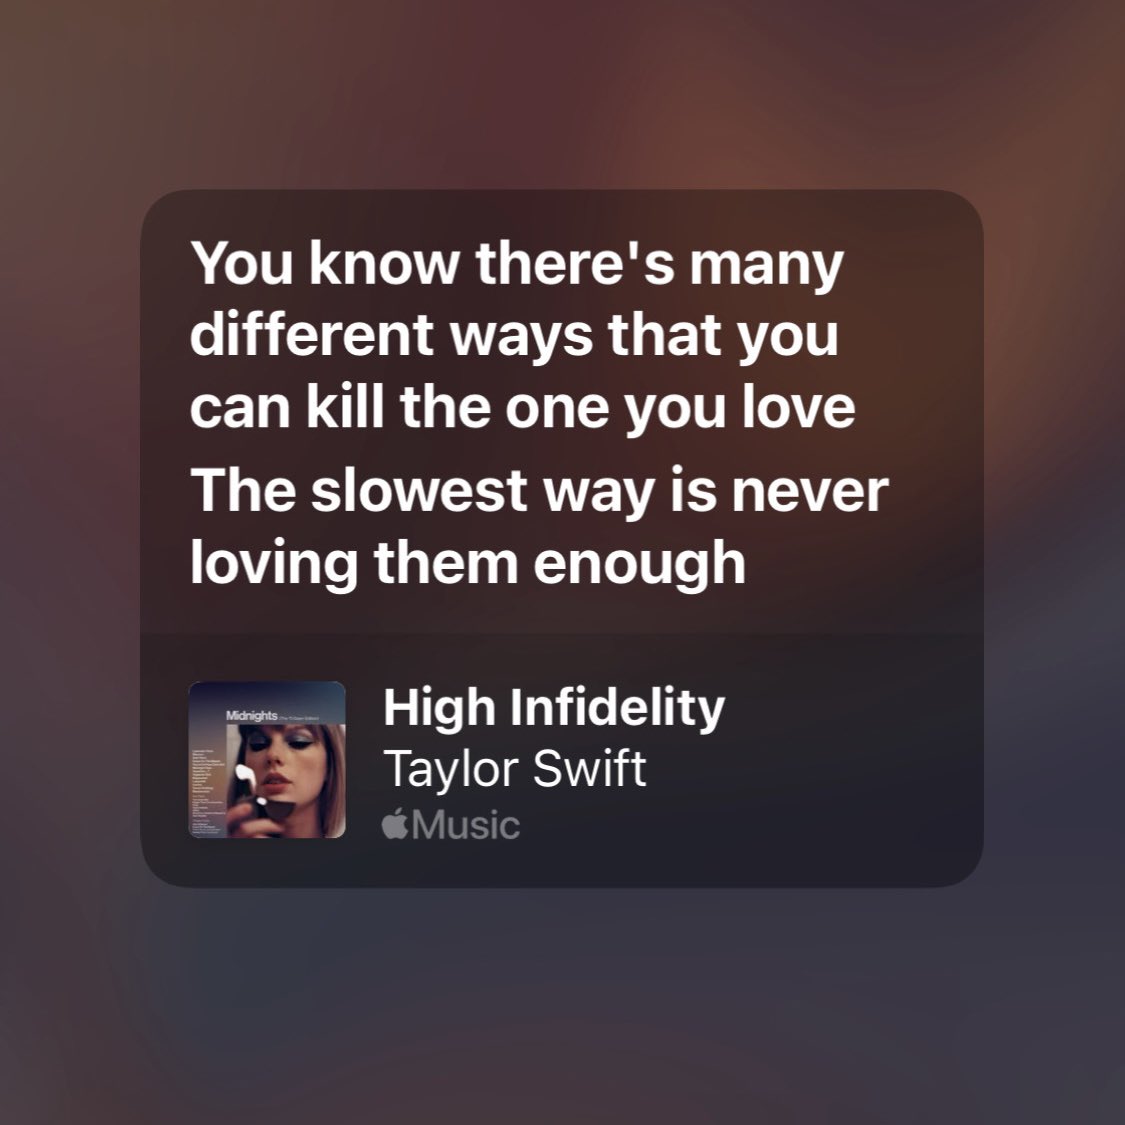 You know there's many
different ways that you
can kill the one you love
The slowest way is never
loving them enough
Midnights
High Infidelity
Taylor Swift
Music